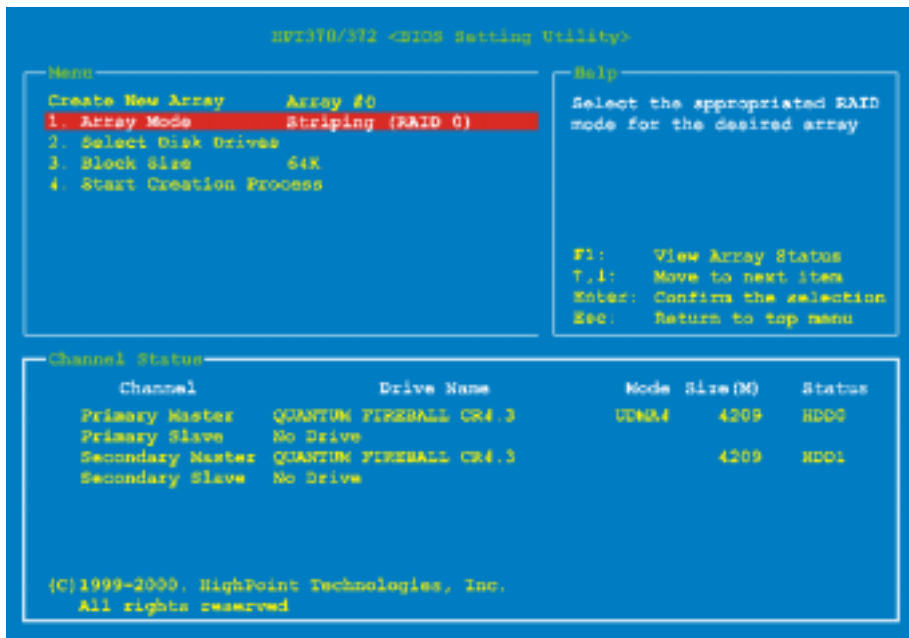 HPT370/372 <BIOS Setting Utility>
Menu
Create New Array Array #0
1. Array Mode Striping (RAID 0)
2. Select Disk Drives
3. Block Size 64K
4. Start Creation Process
Help
Select the appropriated RAID
mode for the desired array
F1: View Array Status
↑,↓: Move to next item
Enter: Confirm the selection
Esc: Return to top menu
Channel Status
Channel Drive Name Mode Size(M) Status
Primary Master QUANTUM FIREBALL CR4.3 UDMA4 4209 HDD0
Primary Slave No Drive
Secondary Master QUANTUM FIREBALL CR4.3 4209 HDD1
Secondary Slave No Drive
(C)1999-2000. HighPoint Technologies, Inc.
All rights reserved